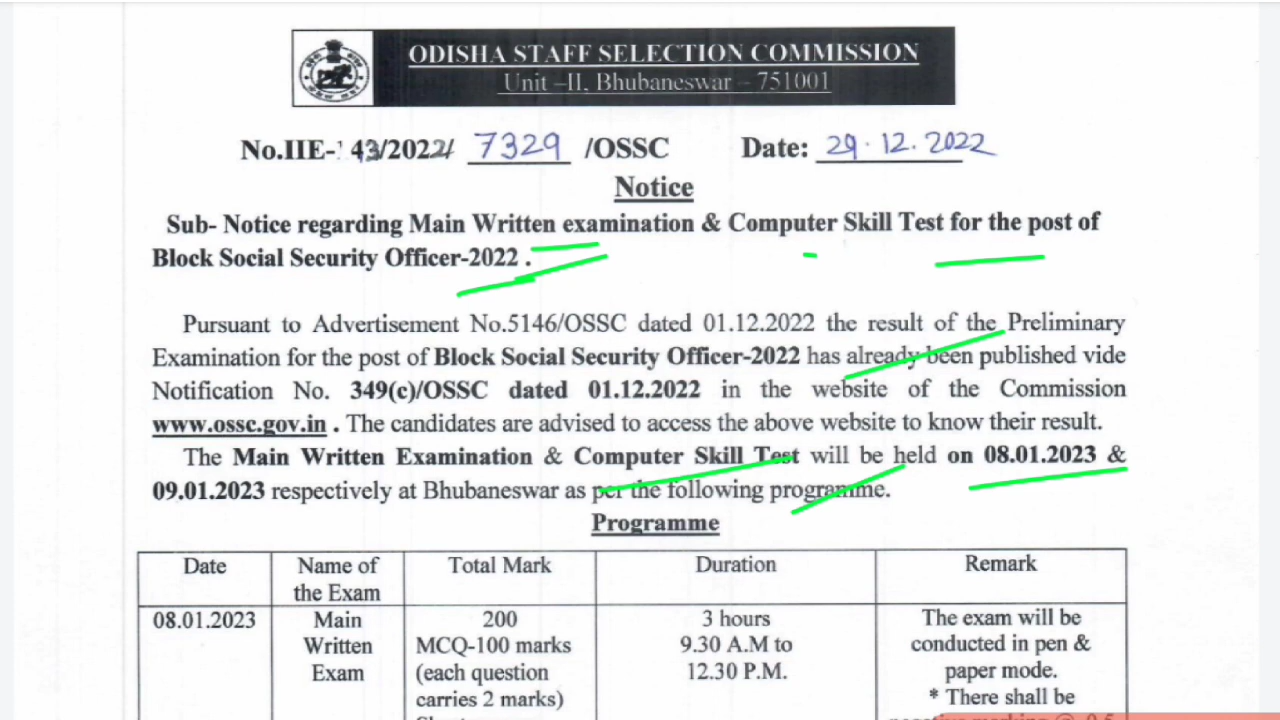 ODISHA STAFF SELECTION COMMISSION
Unit –II, Bhubaneswar – 751001
No.IIE- 43/2022/ 7329 /OSSC Date: 29.12.2022
Notice
Sub- Notice regarding Main Written examination & Computer Skill Test for the post of
Block Social Security Officer-2022 .
Pursuant to Advertisement No.5146/OSSC dated 01.12.2022 the result of the Preliminary
Examination for the post of Block Social Security Officer-2022 has already been published vide
Notification No. 349(c)/OSSC dated 01.12.2022 in the website of the Commission
www.ossc.gov.in . The candidates are advised to access the above website to know their result.
The Main Written Examination & Computer Skill Test will be held on 08.01.2023 &
09.01.2023 respectively at Bhubaneswar as per the following programme.
Programme
Date Name of Total Mark Duration Remark
the Exam
08.01.2023 Main 200 3 hours The exam will be
Written MCQ-100 marks 9.30 A.M to conducted in pen &
Exam (each question 12.30 P.M. paper mode.
carries 2 marks) * There shall be